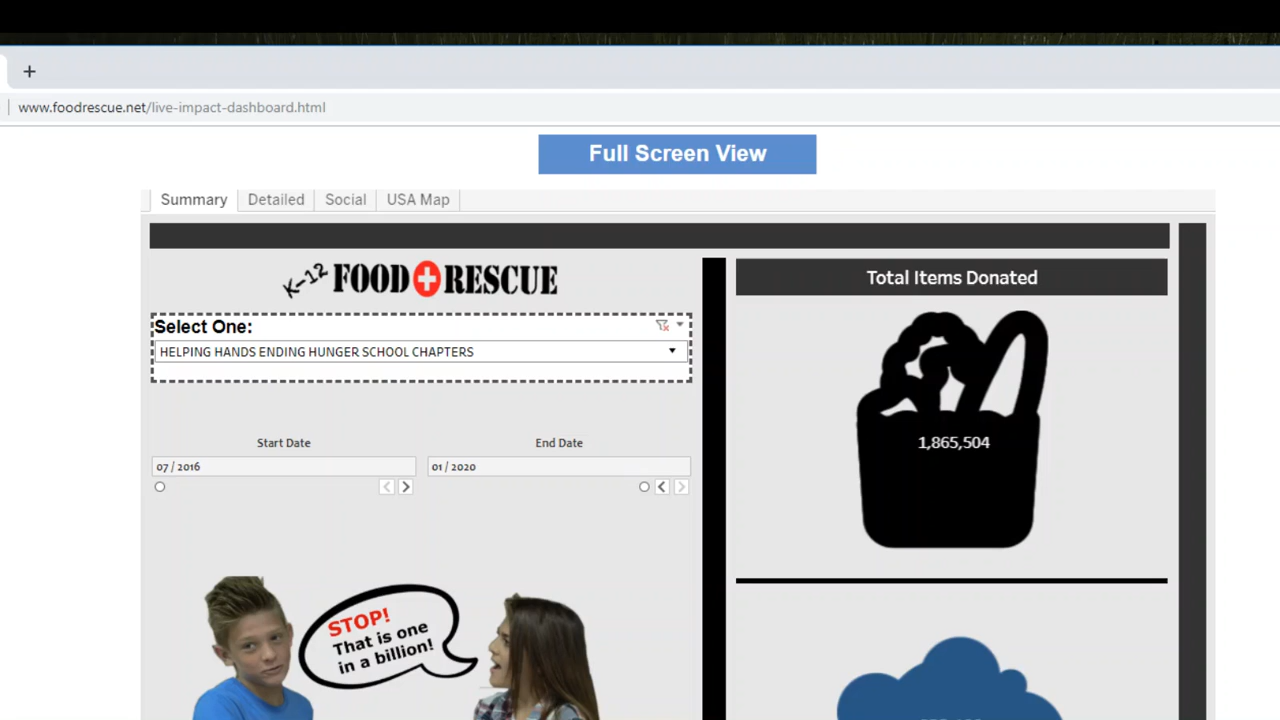 +
www.foodrescue.net/live-impact-dashboard.html
Full Screen View
Summary Detailed Social USA Map
K-12 FOOD RESCUE
Select One:
HELPING HANDS ENDING HUNGER SCHOOL CHAPTERS
Start Date End Date
07 / 2016 01 / 2020
STOP!
That is one
in a billion!
Total Items Donated
1,865,504